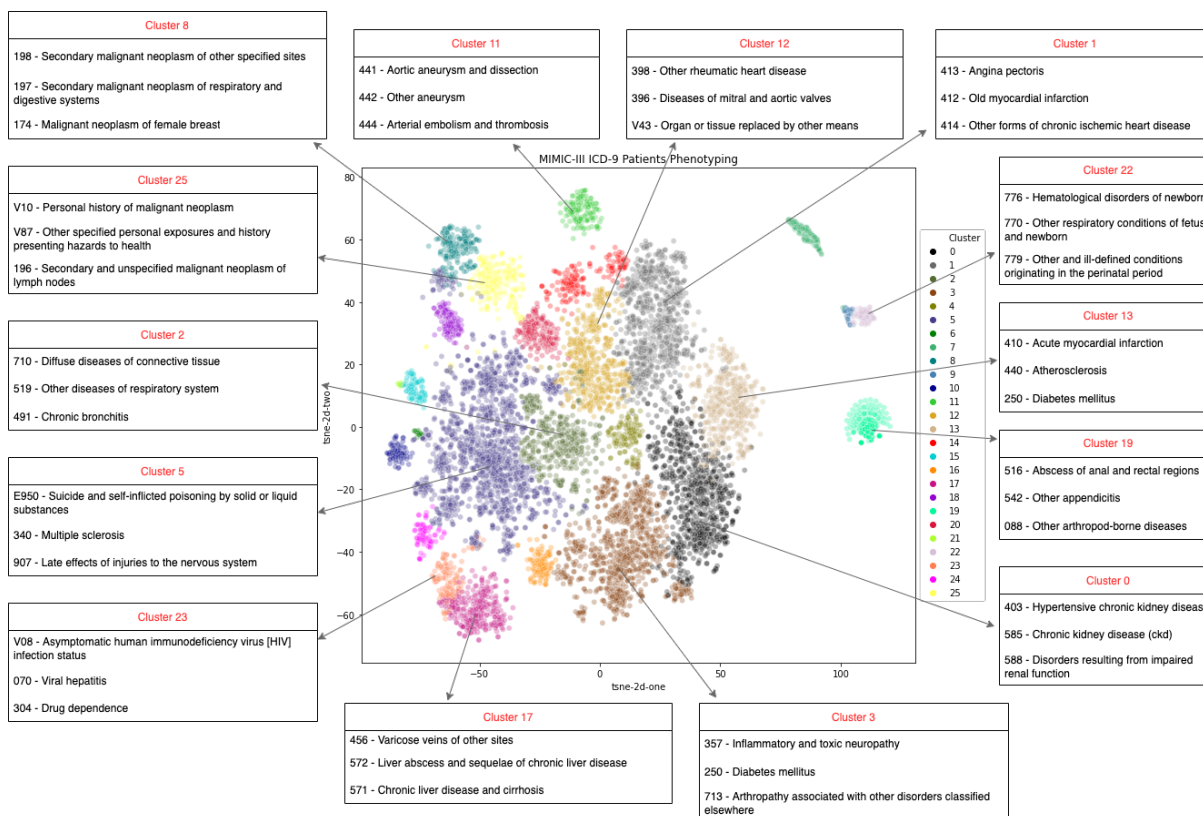 Cluster 8
198 - Secondary malignant neoplasm of other specified sites
197 - Secondary malignant neoplasm of respiratory and
digestive systems
174 - Malignant neoplasm of female breast
Cluster 11
441 - Aortic aneurysm and dissection
442 - Other aneurysm
444 - Arterial embolism and thrombosis
Cluster 12
398 - Other rheumatic heart disease
396 - Diseases of mitral and aortic valves
V43 - Organ or tissue replaced by other means
Cluster 1
413 - Angina pectoris
412 - Old myocardial infarction
414 - Other forms of chronic ischemic heart disease
Cluster 25
V10 - Personal history of malignant neoplasm
V87 - Other specified personal exposures and history
presenting hazards to health
196 - Secondary and unspecified malignant neoplasm of
lymph nodes
Cluster 2
710 - Diffuse diseases of connective tissue
519 - Other diseases of respiratory system
491 - Chronic bronchitis
Cluster 5
E950 - Suicide and self-inflicted poisoning by solid or liquid
substances
340 - Multiple sclerosis
907 - Late effects of injuries to the nervous system
Cluster 23
V08 - Asymptomatic human immunodeficiency virus [HIV]
infection status
070 - Viral hepatitis
304 - Drug dependence
MIMIC-III ICD-9 Patients Phenotyping
80
60
40
20
0
−20
−40
−60
tsne-2d-two
−50
0
50
100
tsne-2d-one
Cluster
0
1
2
3
4
5
6
7
8
9
10
11
12
13
14
15
16
17
18
19
20
21
22
23
24
25
Cluster 22
776 - Hematological disorders of newborn
770 - Other respiratory conditions of fetus
and newborn
779 - Other and ill-defined conditions
originating in the perinatal period
Cluster 13
410 - Acute myocardial infarction
440 - Atherosclerosis
250 - Diabetes mellitus
Cluster 19
516 - Abscess of anal and rectal regions
542 - Other appendicitis
088 - Other arthropod-borne diseases
Cluster 0
403 - Hypertensive chronic kidney diseas
585 - Chronic kidney disease (ckd)
588 - Disorders resulting from impaired
renal function
Cluster 17
456 - Varicose veins of other sites
572 - Liver abscess and sequelae of chronic liver disease
571 - Chronic liver disease and cirrhosis
Cluster 3
357 - Inflammatory and toxic neuropathy
250 - Diabetes mellitus
713 - Arthropathy associated with other disorders classified
elsewhere